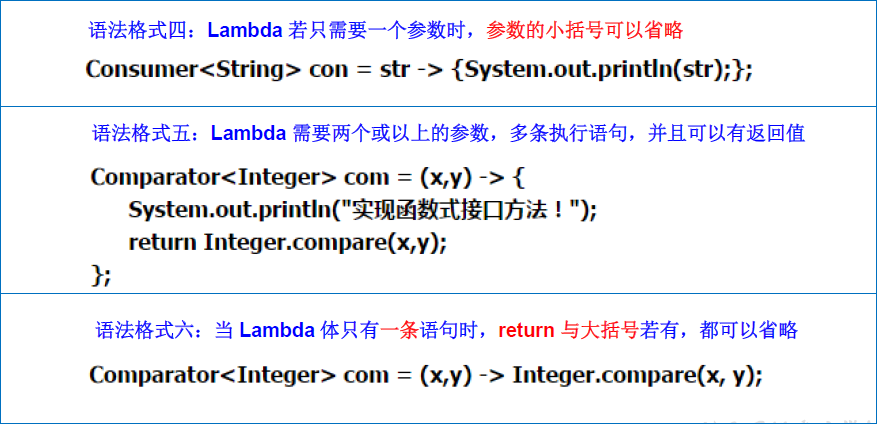 语法格式四：Lambda 若只需要一个参数时，参数的小括号可以省略
Consumer<String> con = str -> {System.out.println(str);};
语法格式五：Lambda 需要两个或以上的参数，多条执行语句，并且可以有返回值
Comparator<Integer> com = (x,y) -> {
System.out.println("实现函数式接口方法！");
return Integer.compare(x,y);
};
语法格式六：当 Lambda 体只有一条语句时，return 与大括号若有，都可以省略
Comparator<Integer> com = (x,y) -> Integer.compare(x, y);